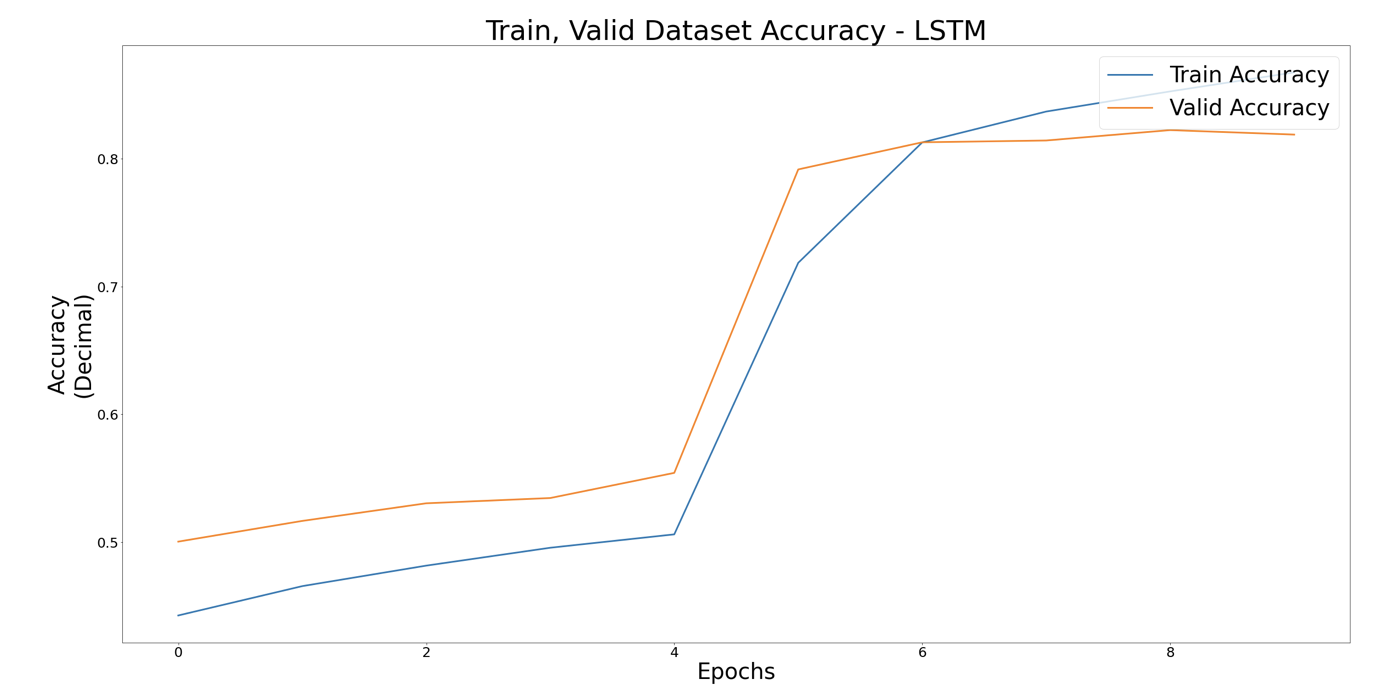 Train, Valid Dataset Accuracy - LSTM
Train Accuracy
Valid Accuracy
Accuracy
(Decimal)
0.8
0.7
0.6
0.5
0 2 4 6 8
Epochs